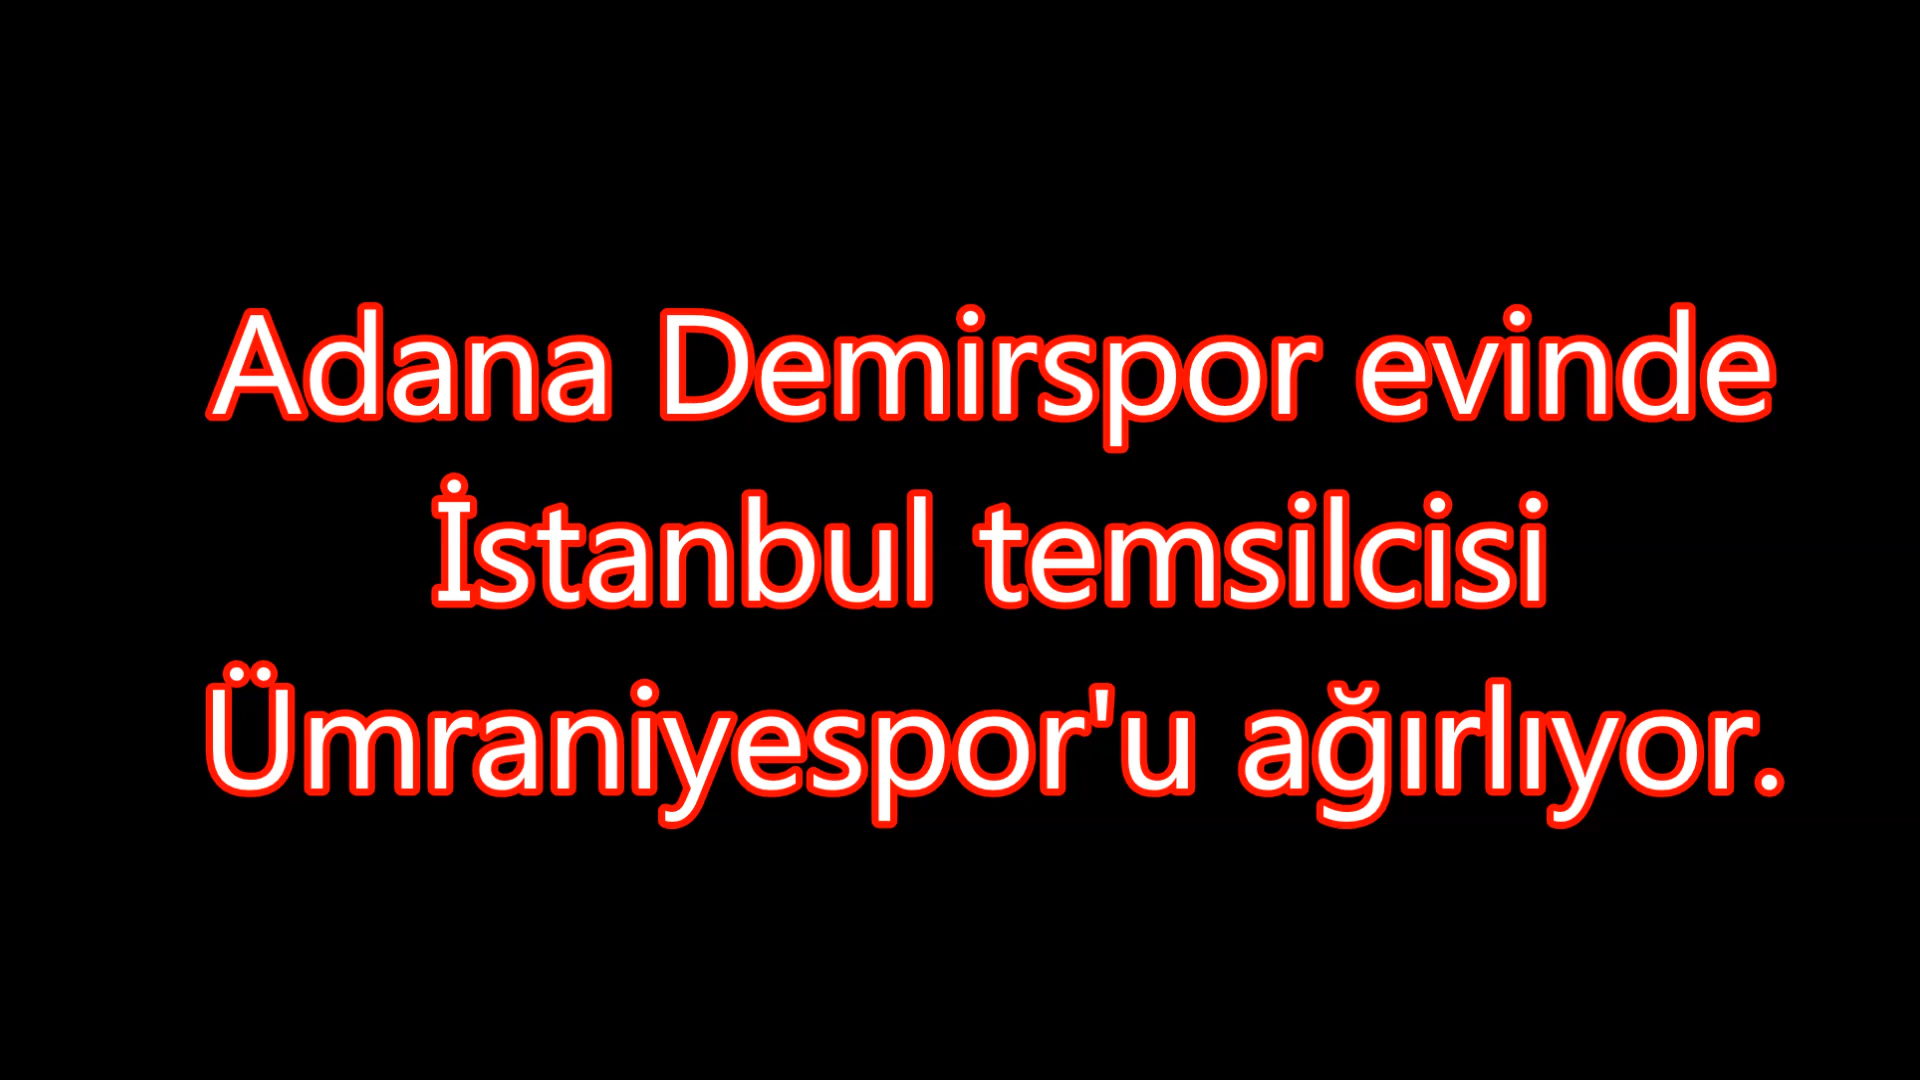 Adana Demirspor evinde
İstanbul temsilcisi
Ümraniyespor'u ağırlıyor.